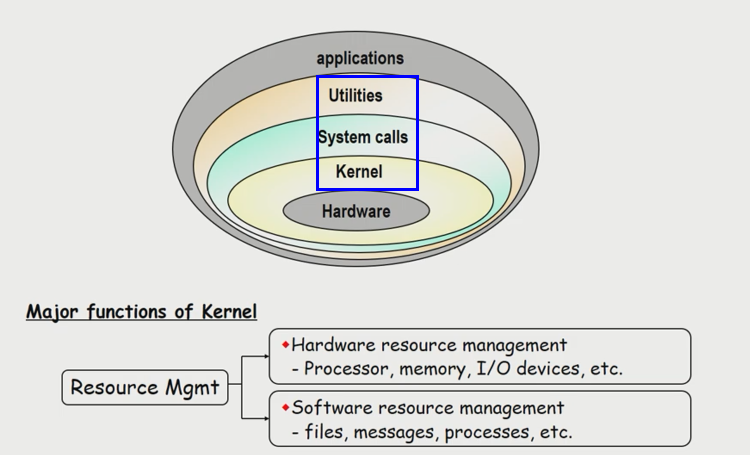 applications
Utilities
System calls
Kernel
Hardware
Major functions of Kernel
Resource Mgmt
Hardware resource management
- Processor, memory, I/O devices, etc.
Software resource management
- files, messages, processes, etc.